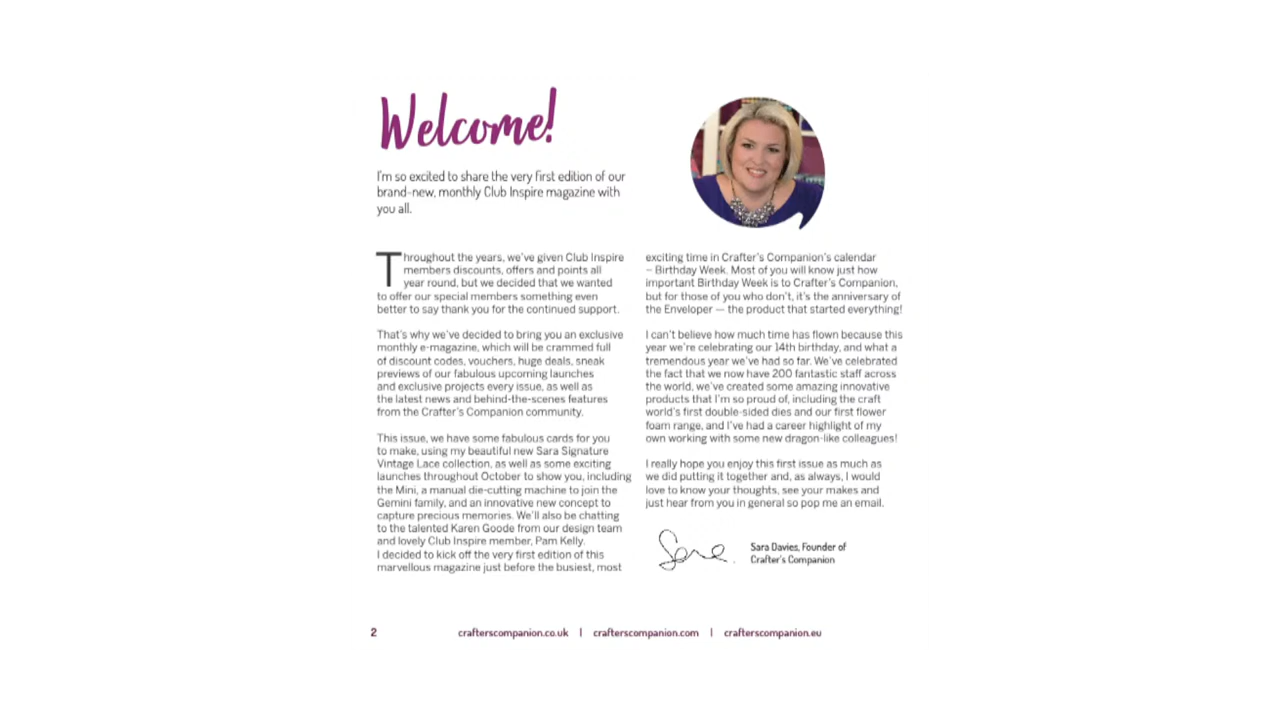 Welcome!
I'm so excited to share the very first edition of our
brand-new, monthly Club Inspire magazine with
you all.
Throughout the years, we've given Club Inspire
members discounts, offers and points all
year round, but we decided that we wanted
to offer our special members something even
better to say thank you for the continued support.
That's why we've decided to bring you an exclusive
monthly e-magazine, which will be crammed full
of discount codes, vouchers, huge deals, sneak
previews of our fabulous upcoming launches
and exclusive projects every issue, as well as
the latest news and behind-the-scenes features
from the Crafter's Companion community.
This issue, we have some fabulous cards for you
to make, using my beautiful new Sara Signature
Vintage Lace collection, as well as some exciting
launches throughout October to show you, including
the Mini, a manual die-cutting machine to join the
Gemini family, and an innovative new concept to
capture precious memories. We'll also be chatting
to the talented Karen Goode from our design team
and lovely Club Inspire member, Pam Kelly.
I decided to kick off the very first edition of this
marvellous magazine just before the busiest, most
exciting time in Crafter's Companion's calendar
– Birthday Week. Most of you will know just how
important Birthday Week is to Crafter's Companion,
but for those of you who don't, it's the anniversary of
the Enveloper — the product that started everything!
I can't believe how much time has flown because this
year we're celebrating our 14th birthday, and what a
tremendous year we've had so far. We've celebrated
the fact that we now have 200 fantastic staff across
the world, we've created some amazing innovative
products that I'm so proud of, including the craft
world's first double-sided dies and our first flower
foam range, and I've had a career highlight of my
own working with some new dragon-like colleagues!
I really hope you enjoy this first issue as much as
we did putting it together and, as always, I would
love to know your thoughts, see your makes and
just hear from you in general so pop me an email.
Sara.
Sara Davies, Founder of
Crafter's Companion
2 crafterscompanion.co.uk | crafterscompanion.com | crafterscompanion.eu